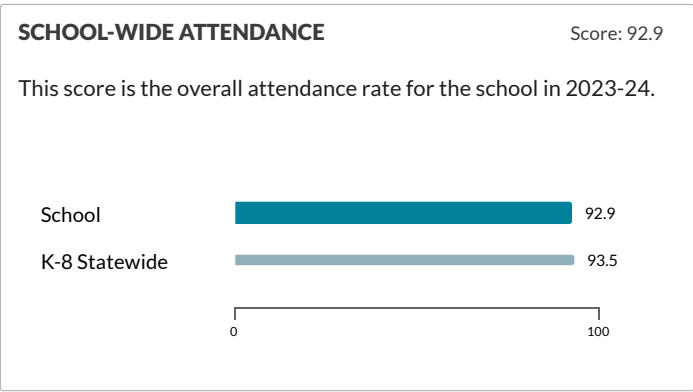 SCHOOL-WIDE ATTENDANCE Score: 92.9
This score is the overall attendance rate for the school in 2023-24.
School 92.9
K-8 Statewide 93.5
0 100